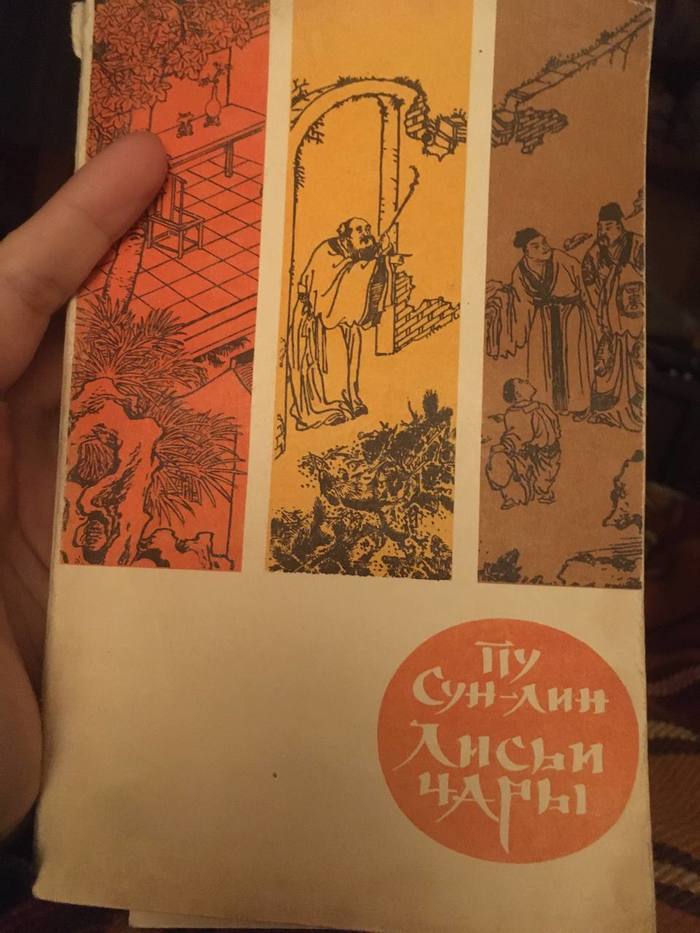 Пу
Сун-лин
Лисьи
чары